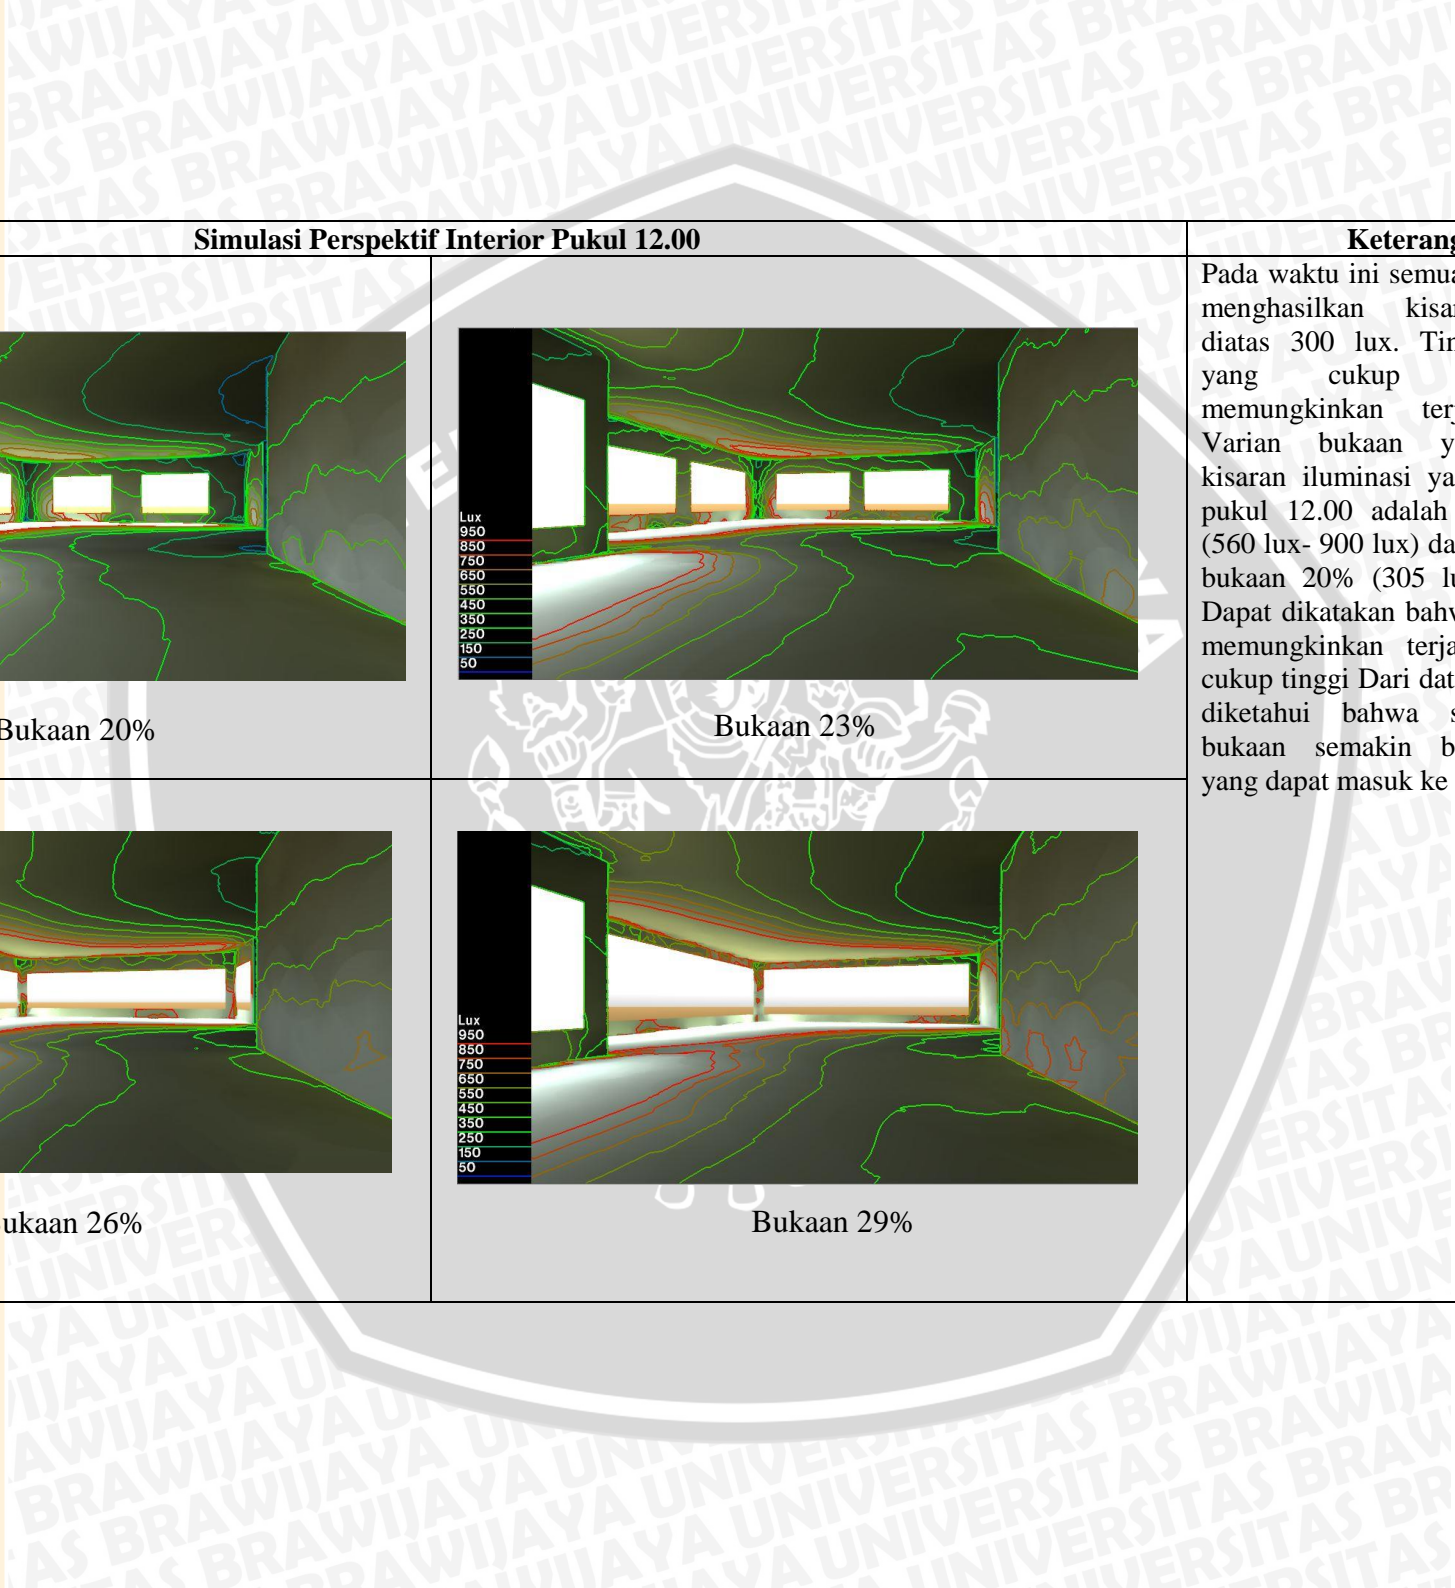 Simulasi Perspektif Interior Pukul 12.00
Bukaan 20%
Lux
950
850
750
650
550
450
350
250
150
50
Bukaan 23%
ukaan 26%
Lux
950
850
750
650
550
450
350
250
150
50
Bukaan 29%
Keterang
Pada waktu ini semua
menghasilkan kisar
diatas 300 lux. Tin
yang cukup
memungkinkan terj
Varian bukaan y
kisaran iluminasi ya
pukul 12.00 adalah
(560 lux- 900 lux) da
bukaan 20% (305 lu
Dapat dikatakan bahw
memungkinkan terja
cukup tinggi Dari dat
diketahui bahwa s
bukaan semakin b
yang dapat masuk ke